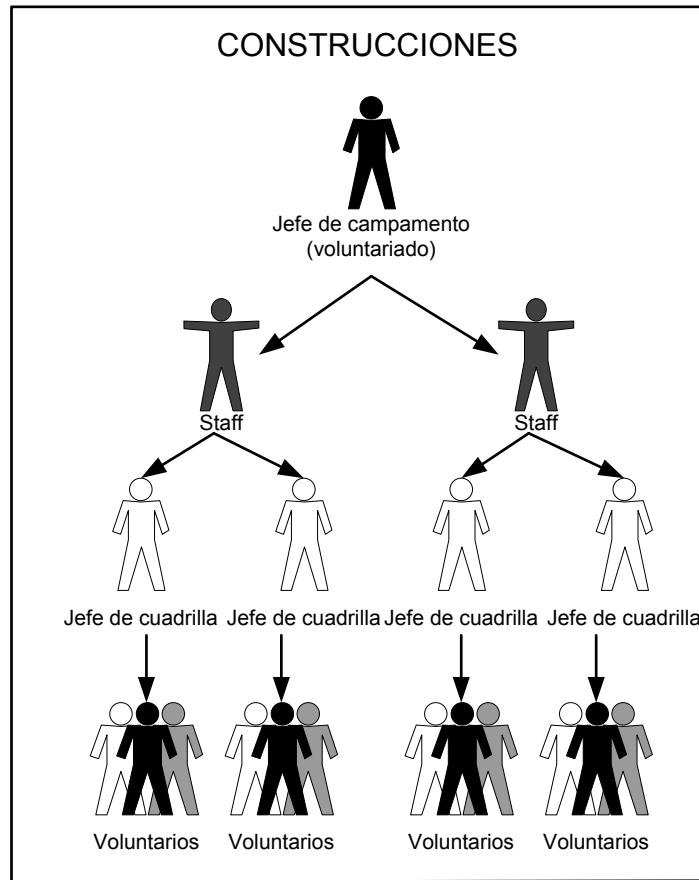 CONSTRUCCIONES
Jefe de campamento
(voluntariado)
Staff
Staff
Jefe de cuadrilla
Jefe de cuadrilla
Jefe de cuadrilla
Jefe de cuadrilla
Voluntarios
Voluntarios
Voluntarios
Voluntarios